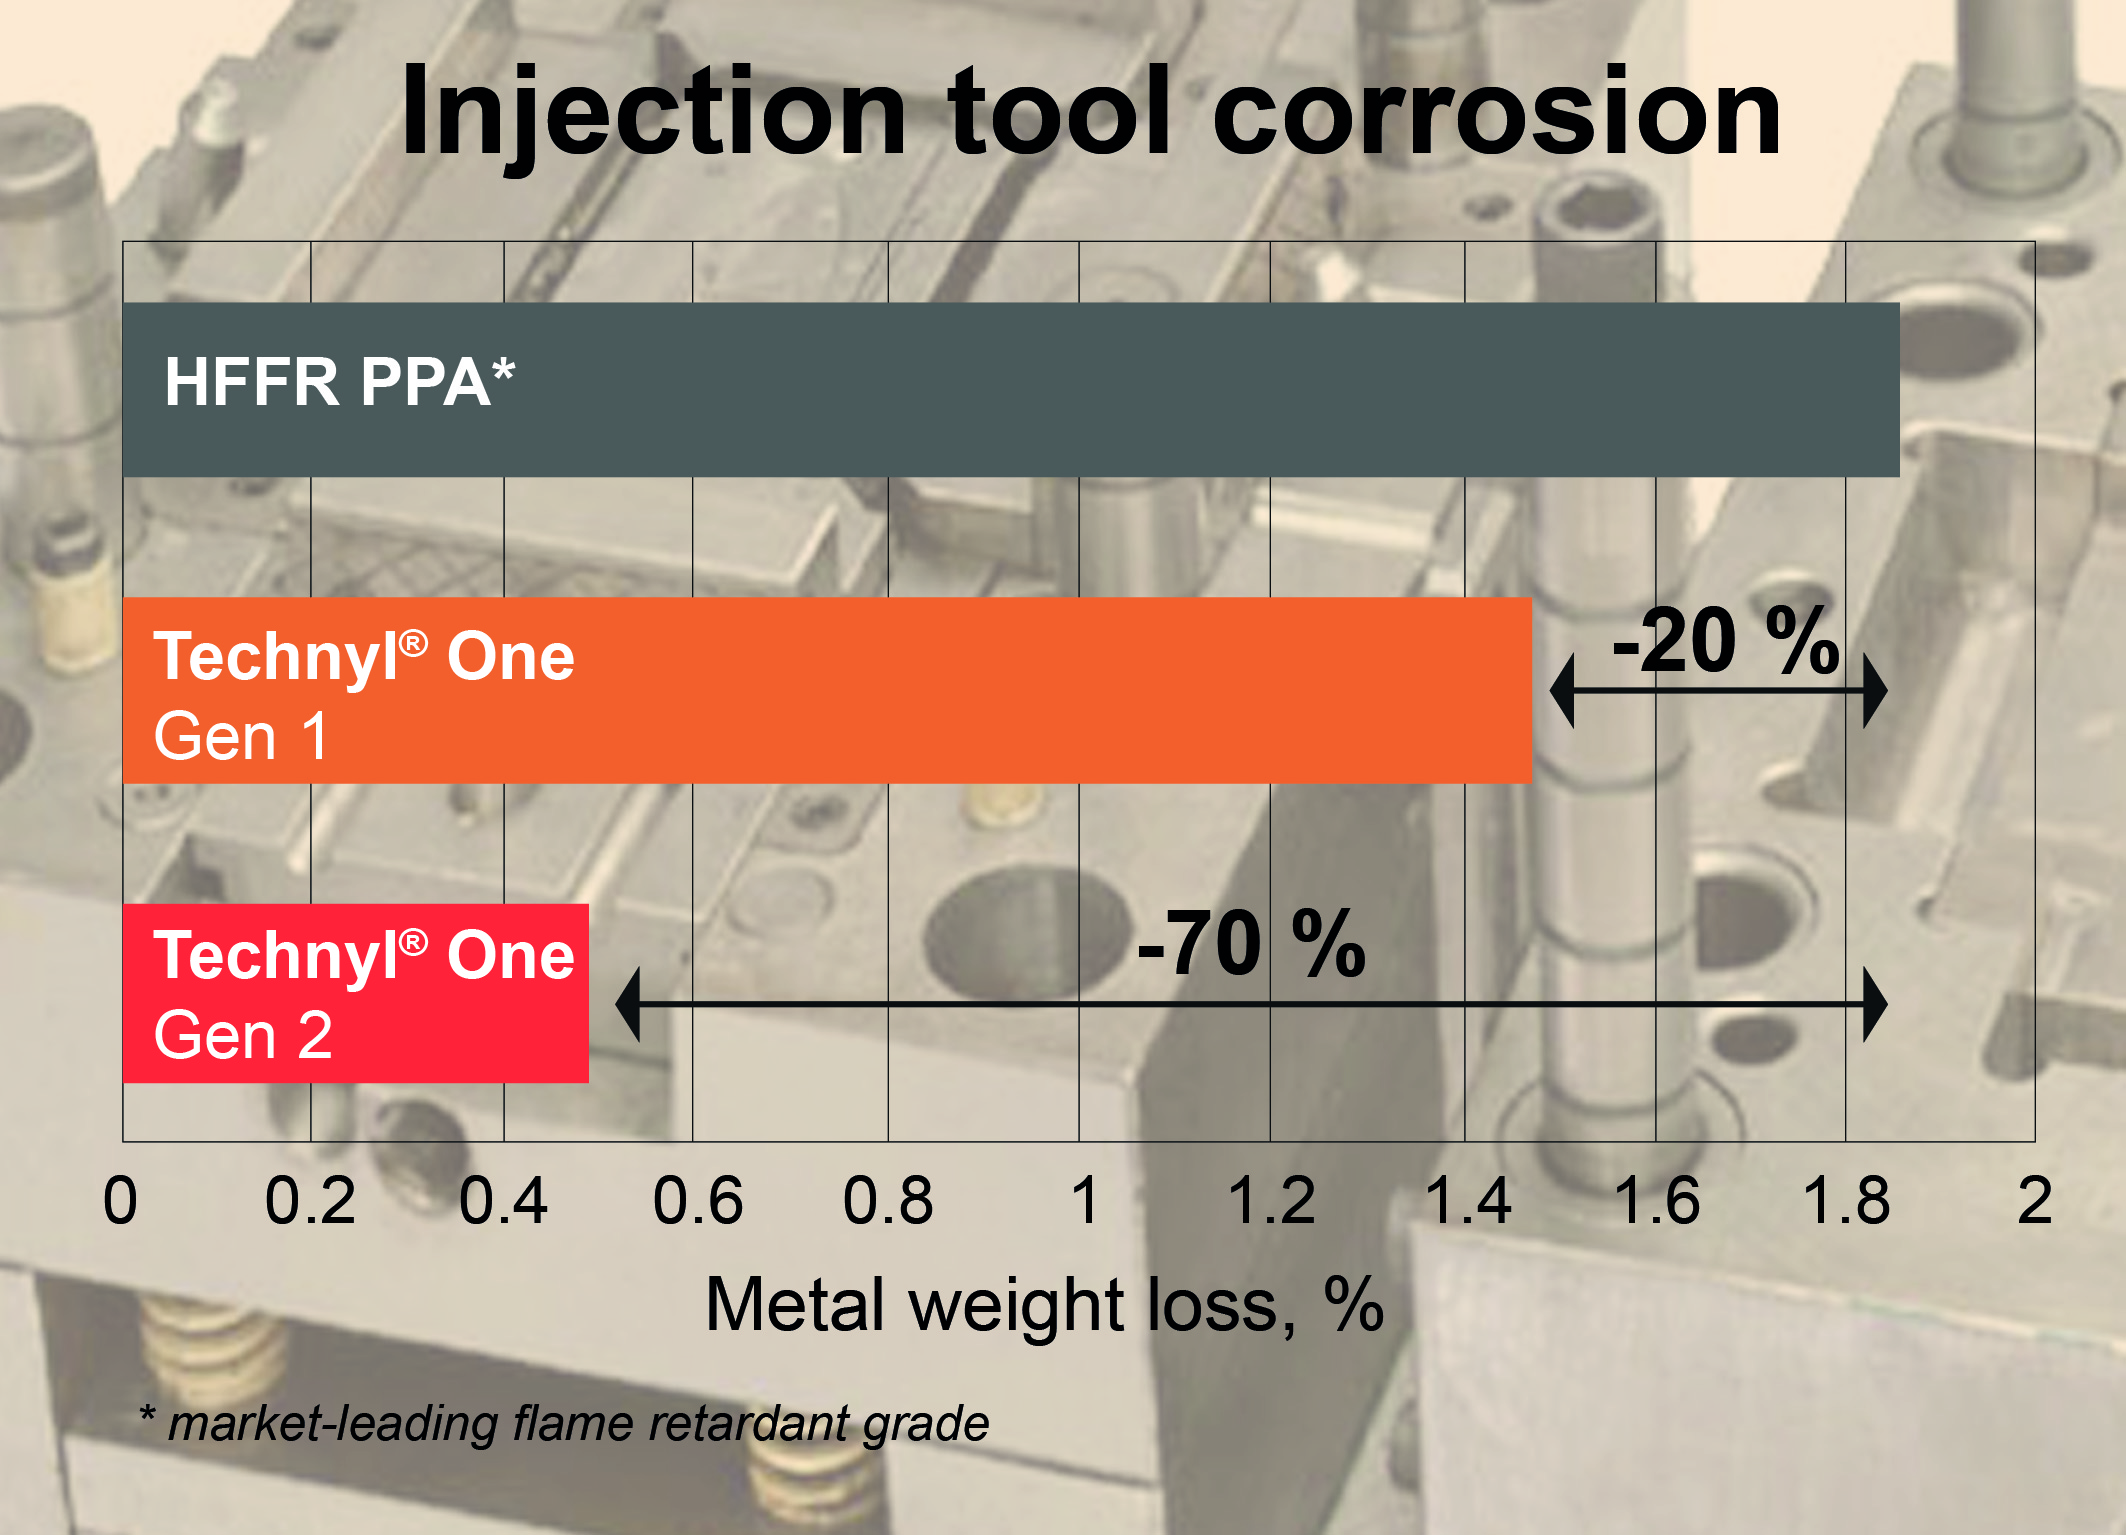 Injection tool corrosion
HFFR PPA*
Technyl® One
Gen 1
-20 %
Technyl® One
Gen 2
-70 %
0 0.2 0.4 0.6 0.8 1 1.2 1.4 1.6 1.8 2
Metal weight loss, %
* market-leading flame retardant grade